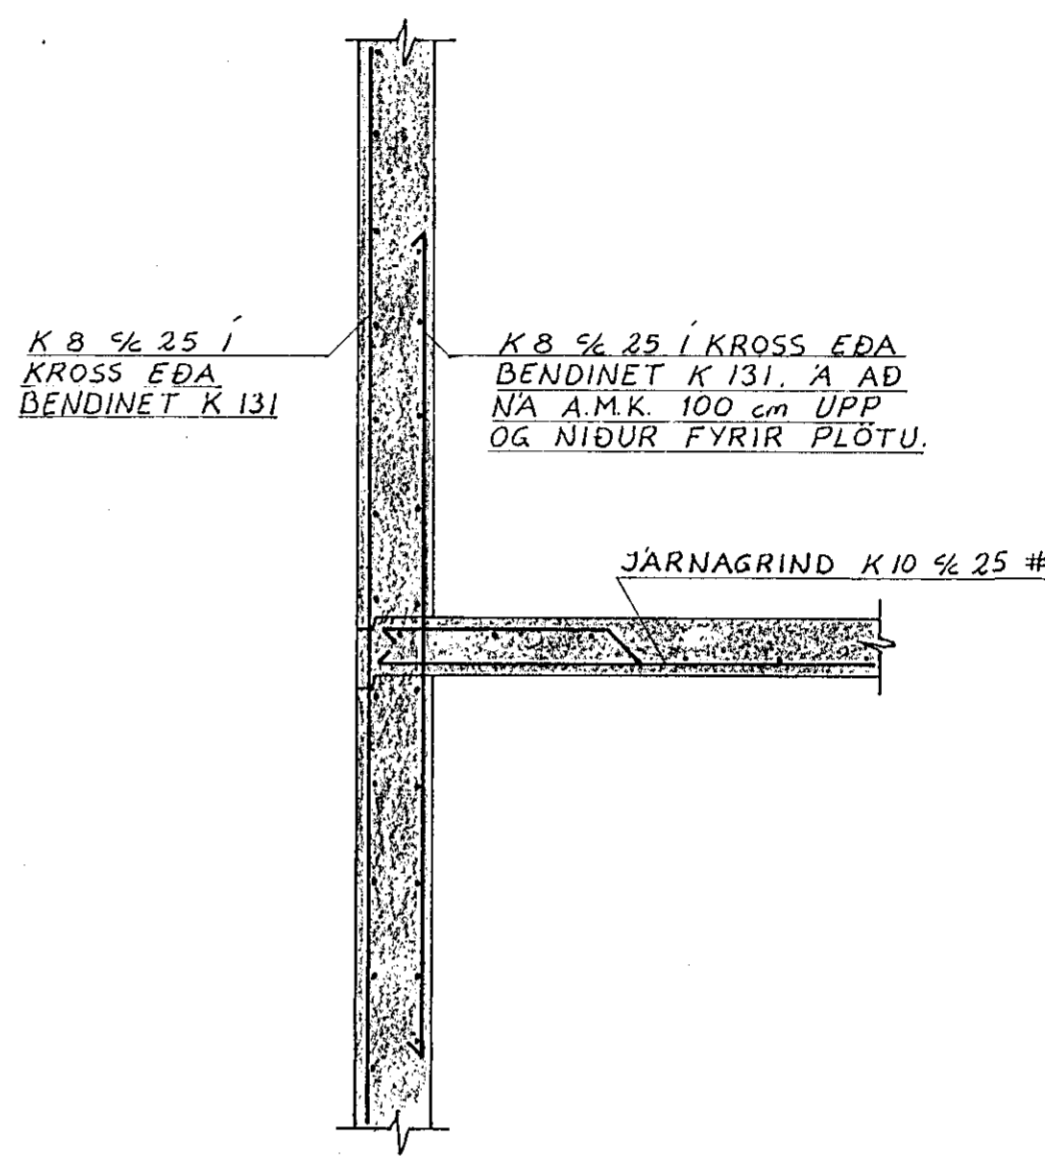 K 8 c/c 25 Í
KROSS EÐA
BENDINET K 131
K 8 c/c 25 Í KROSS EÐA
BENDINET K 131. Á AÐ
NÁ A.M.K. 100 cm UPP
OG NIÐUR FYRIR PLÖTU.
JÁRNAGRIND K 10 c/c 25 #